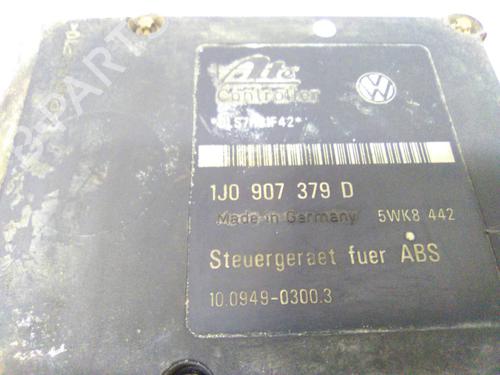 Ate
Controller
1J0 907 379 D
Made in Germany 5WK8 442
Steuergeraet fuer ABS
10.0949-0300.3